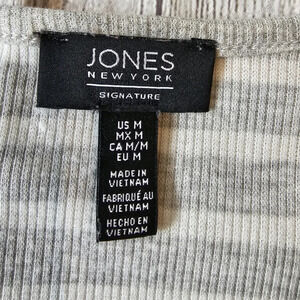 JONES
NEW YORK
SIGNATURE
US M
MX M
CA M/M
EU M
MADE IN
VIETNAM
FABRIQUÉ AU
VIETNAM
HECHO EN
VIETNAM